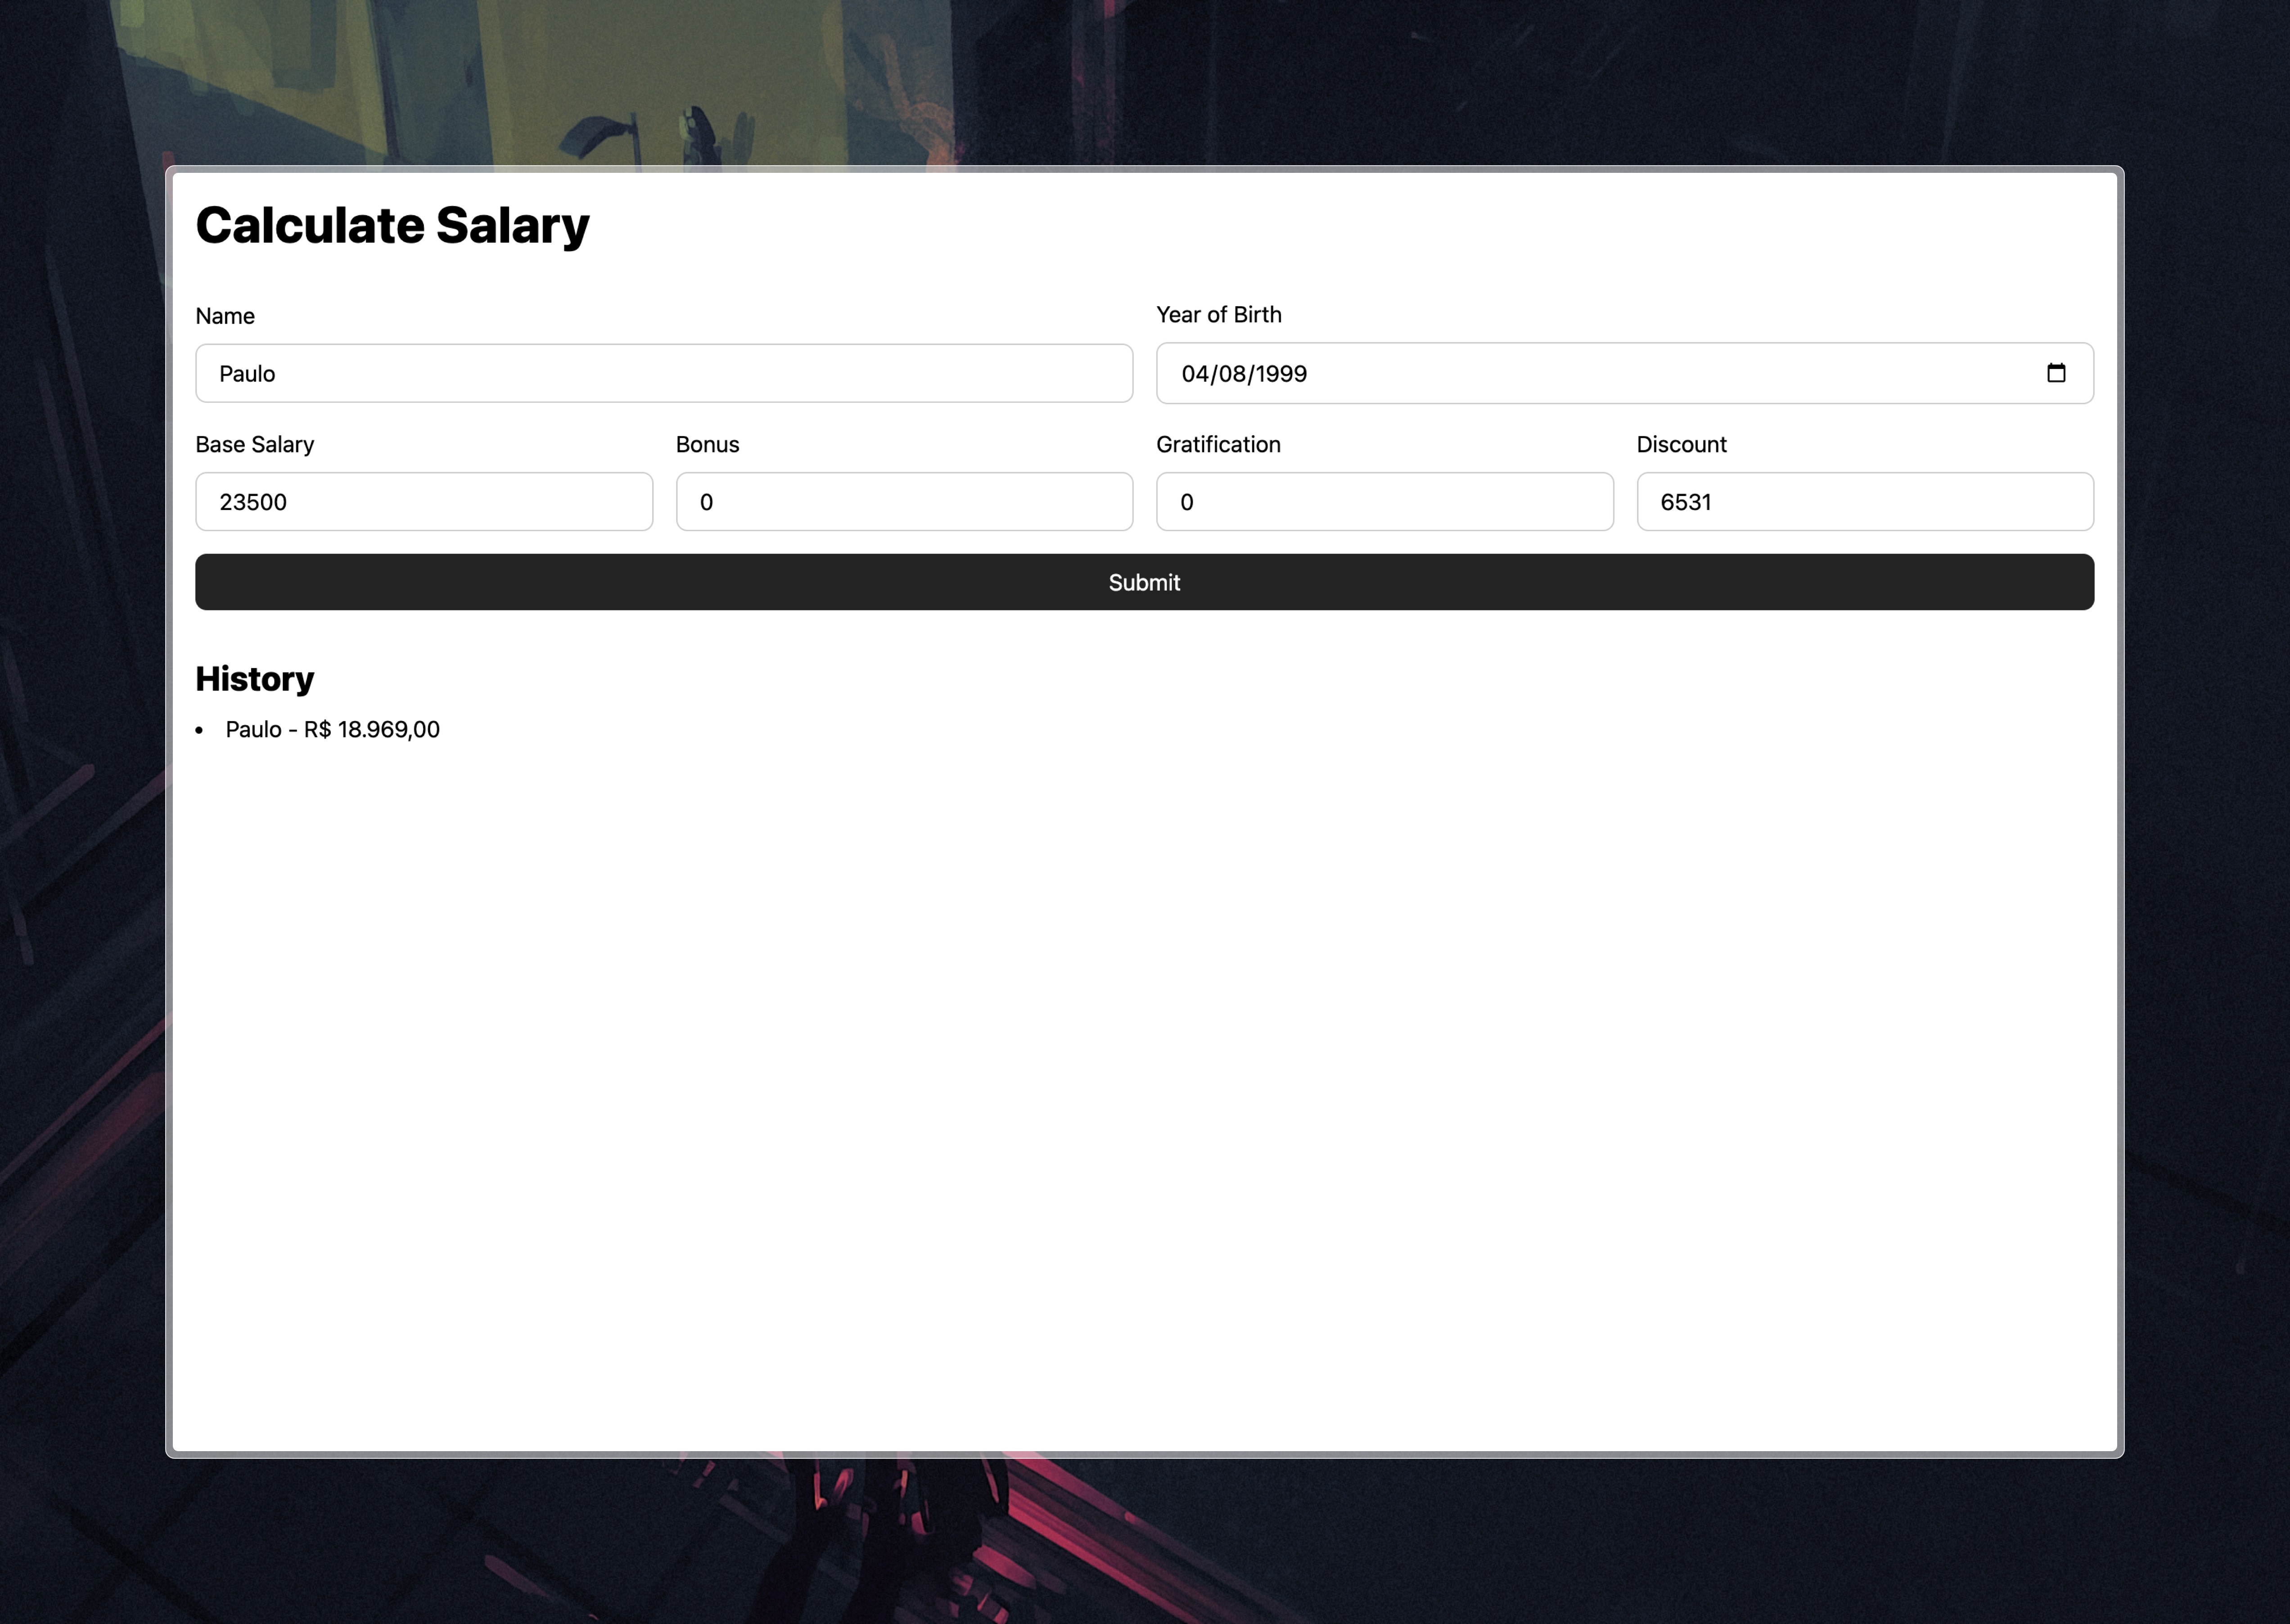 Calculate Salary
Name
Year of Birth
Paulo
04/08/1999
Base Salary
Bonus
Gratification
Discount
23500
0
0
6531
Submit
History
• Paulo - R$ 18.969,00